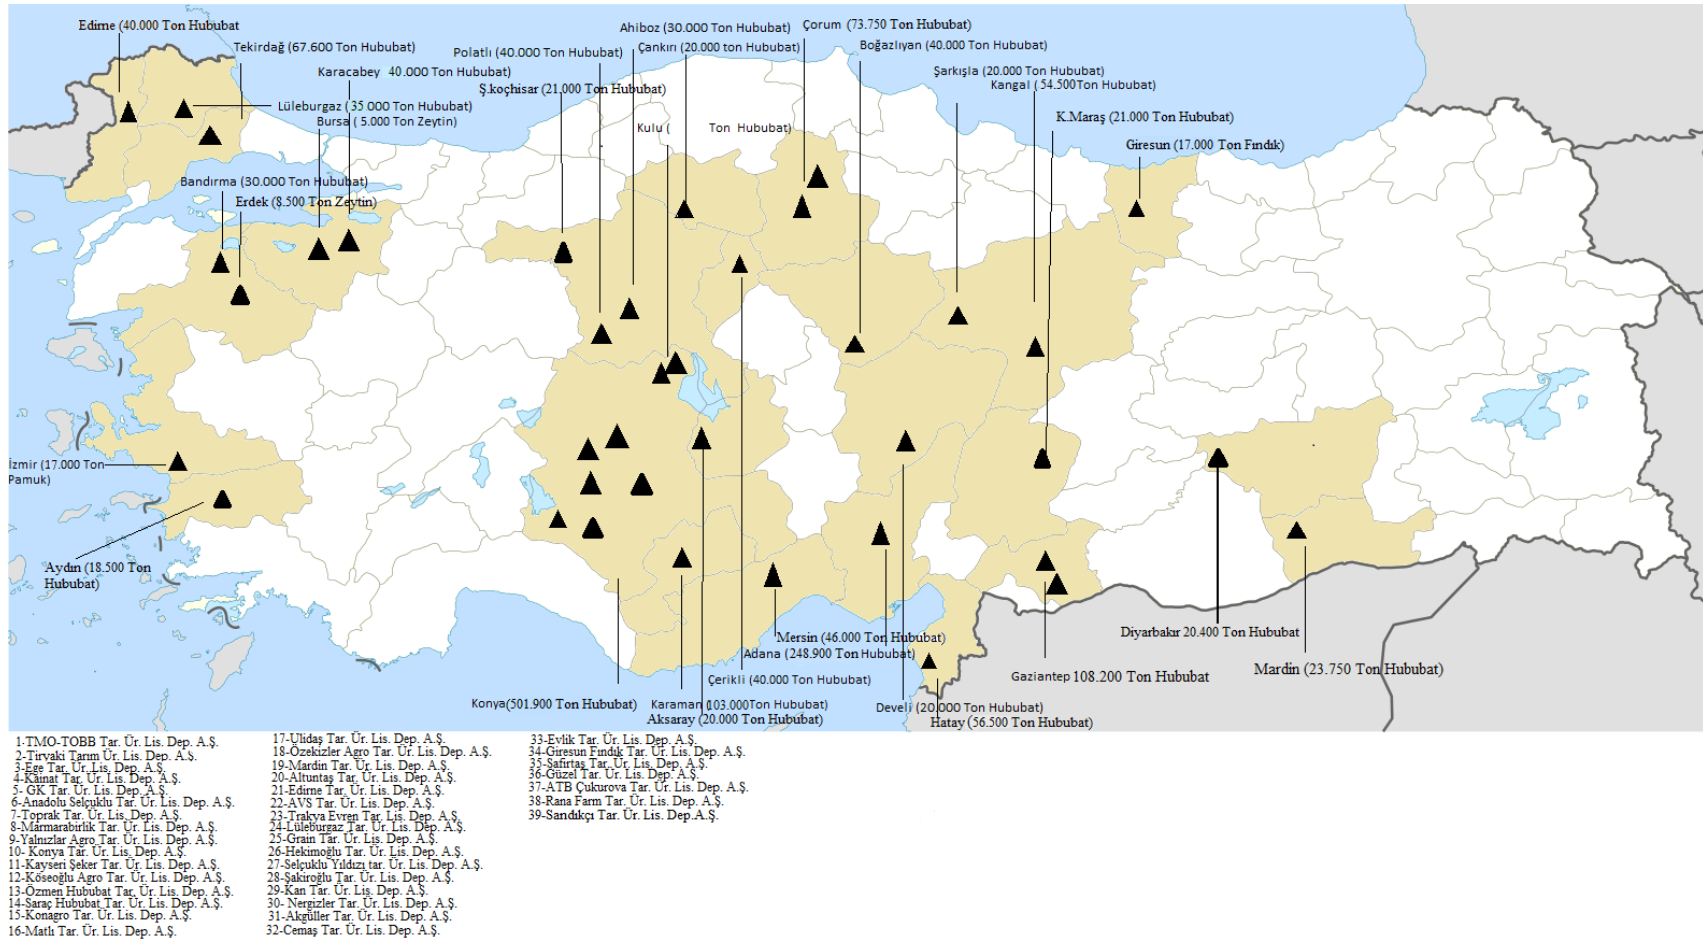 Edirne (40.000 Ton Hububat
Tekirdağ (67.600 Ton Hububat)
Karacabey 40.000 Ton Hububat)
Lüleburgaz (35 000 Ton Hububat)
Bursa ( 5.000 Ton Zeytin)
Bandırma (30.000 Ton Hububat)
Erdek (8.500 Ton Zeytin)
Polatlı (40.000 Ton Hububat)
Ş.koçhisar (21.000 Ton Hububat)
Ahiboz (30.000 Ton Hububat)
Çankırı (20.000 ton Hububat)
Kulu ( Ton Hububat)
Çorum (73.750 Ton Hububat)
Boğazlıyan (40.000 Ton Hububat)
Şarkışla (20.000 Ton Hububat)
Kangal (54.500Ton Hububat)
K.Maraş (21.000 Ton Hububat)
Giresun (17.000 Ton Fındık)
İzmir (17.000 Ton
Pamuk)
Aydın (18.500 Ton
Hububat)
Konya(501.900 Ton Hububat)
Karaman (103.000Ton Hububat)
Aksaray (20.000 Ton Hububat)
Çerikli (40.000 Ton Hububat)
Adana (248.900 Ton Hububat)
Mersin (46.000 Ton Hububat)
Develi (20.000 Ton Hububat)
Hatay (56.500 Ton Hububat)
Gaziantep 108.200 Ton Hububat
Diyarbakır 20.400 Ton Hububat
Mardin (23.750 Ton Hububat)
1-TMO-TOBB Tar. Ür. Lis. Dep. A.Ş.
2-Tiryaki Tarım Ür. Lis. Dep. A.Ş.
3-Ege Tar. Ür. Lis. Dep. A.Ş.
4-Kainat Tar. Ür. Lis. Dep. A.Ş.
5- GK Tar. Ür. Lis. Dep. A.Ş.
6-Anadolu Selçuklu Tar. Ür. Lis. Dep. A.Ş.
7-Toprak Tar. Ür. Lis. Dep. A.Ş.
8-Marmarabirlik Tar. Ür. Lis. Dep. A.Ş.
9-Yalnızlar Agro Tar. Ür. Lis. Dep. A.Ş.
10- Konya Tar. Ür. Lis. Dep. A.Ş.
11-Kayseri Şeker Tar. Ür. Lis. Dep. A.Ş.
12-Köseoğlu Agro Tar. Ür. Lis. Dep. A.Ş.
13-Özmen Hububat Tar. Ür. Lis. Dep. A.Ş.
14-Saraç Hububat Tar. Ür. Lis. Dep. A.Ş.
15-Konagro Tar. Ür. Lis. Dep. A.Ş.
16-Matlı Tar. Ür. Lis. Dep. A.Ş.
17-Ulidaş Tar. Ür. Lis. Dep. A.Ş.
18-Özekizler Agro Tar. Ür. Lis. Dep. A.Ş.
19-Mardin Tar. Ür. Lis. Dep. A.Ş.
20-Altuntaş Tar. Ür. Lis. Dep. A.Ş.
21-Edirne Tar. Ür. Lis. Dep. A.Ş.
22-AVS Tar. Ür. Lis. Dep. A.Ş.
23-Trakya Evren Tar. Lis. Dep. A.Ş.
24-Lüleburgaz Tar. Ür. Lis. Dep. A.Ş.
25-Grain Tar. Ür. Lis. Dep. A.Ş.
26-Hekimoğlu Tar. Ür. Lis. Dep. A.Ş.
27-Selçuklu Yıldızı tar. Ür. Lis. Dep. A.Ş.
28-Şakiroğlu Tar. Ür. Lis. Dep. A.Ş.
29-Kan Tar. Ür. Lis. Dep. A.Ş.
30- Nergizler Tar. Ür. Lis. Dep. A.Ş.
31-Akgüller Tar. Ür. Lis. Dep. A.Ş.
32-Cemaş Tar. Ür. Lis. Dep. A.Ş.
33-Evlik Tar. Ür. Lis. Dep. A.Ş.
34-Giresun Fındık Tar. Ür. Lis. Dep. A.Ş.
35-Safirtaş Tar. Ür. Lis. Dep. A.Ş.
36-Güzel Tar. Ür. Lis. Dep. A.Ş.
37-ATB Çukurova Tar. Ür. Lis. Dep. A.Ş.
38-Rana Farm Tar. Ür. Lis. Dep. A.Ş.
39-Sandıkçı Tar. Ür. Lis. Dep.A.Ş.